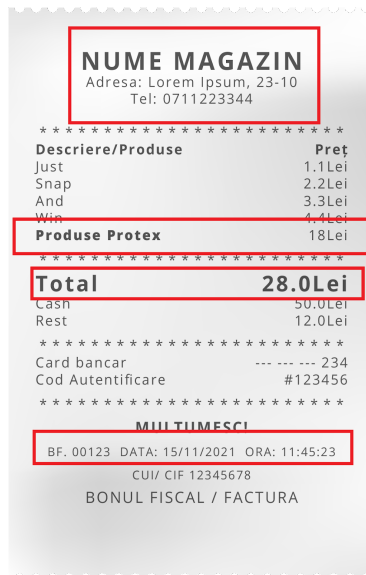 NUME MAGAZIN
Adresa: Lorem Ipsum, 23-10
Tel: 0711223344
* * * * * * * * * * * * * * * * * * * * * * * *
Descriere/Produse Preț
Just 1.1Lei
Snap 2.2Lei
And 3.3Lei
Win 4.4Lei
Produse Protex 18Lei
* * * * * * * * * * * * * * * * * * * * * * * *
Total 28.0Lei
Cash 50.0Lei
Rest 12.0Lei
* * * * * * * * * * * * * * * * * * * * * * * *
Card bancar --- --- --- 234
Cod Autentificare #123456
* * * * * * * * * * * * * * * * * * * * * * * *
MULTUMESC!
BF. 00123 DATA: 15/11/2021 ORA: 11:45:23
CUI/ CIF 12345678
BONUL FISCAL / FACTURA